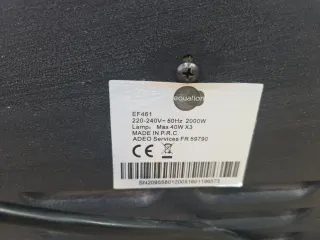 equation
EF461
220-240V~ 50Hz 2000W
Lamp: Max 40W X3
MADE IN P.R.C.
ADEO Services FR 59790